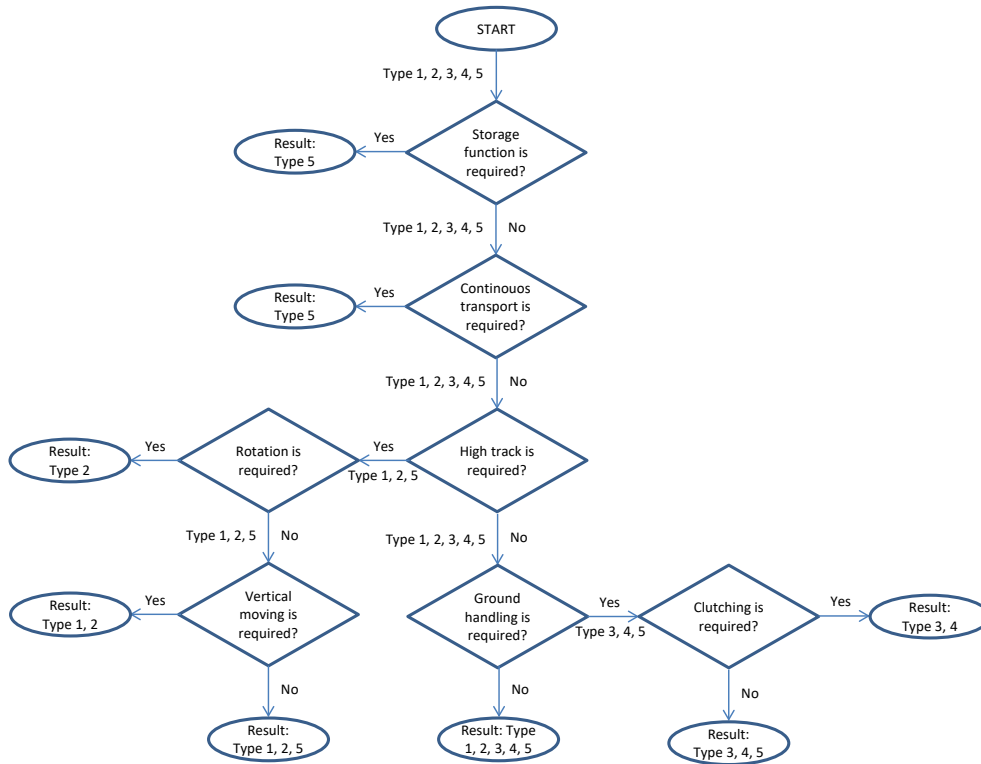 START
Type 1, 2, 3, 4, 5
Storage
function is
required?
Yes
Result:
Type 5
Type 1, 2, 3, 4, 5
No
Continouos
transport is
required?
Yes
Result:
Type 5
Type 1, 2, 3, 4, 5
No
High track is
required?
Yes
Type 1, 2, 5
Rotation is
required?
Yes
Result:
Type 2
Type 1, 2, 5
No
Type 1, 2, 3, 4, 5
No
Vertical
moving is
required?
Yes
Result:
Type 1, 2
Ground
handling is
required?
Yes
Type 3, 4, 5
Clutching is
required?
Yes
Result:
Type 3, 4
No
Result:
Type 1, 2, 5
No
Result: Type
1, 2, 3, 4, 5
No
Result:
Type 3, 4, 5